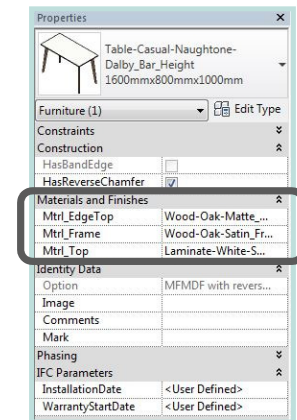 Properties
Table-Casual-Naughtone-
Dalby_Bar_Height
1600mmx800mmx1000mm
Furniture (1)
Edit Type
Constraints
Construction
HasBandEdge
HasReverseChamfer
Materials and Finishes
Mtrl_EdgeTop Wood-Oak-Matte_...
Mtrl_Frame Wood-Oak-Satin_Fr...
Mtrl_Top Laminate-White-S...
Identity Data
Option MFMDF with revers...
Image
Comments
Mark
Phasing
IFC Parameters
InstallationDate <User Defined>
WarrantyStartDate <User Defined>